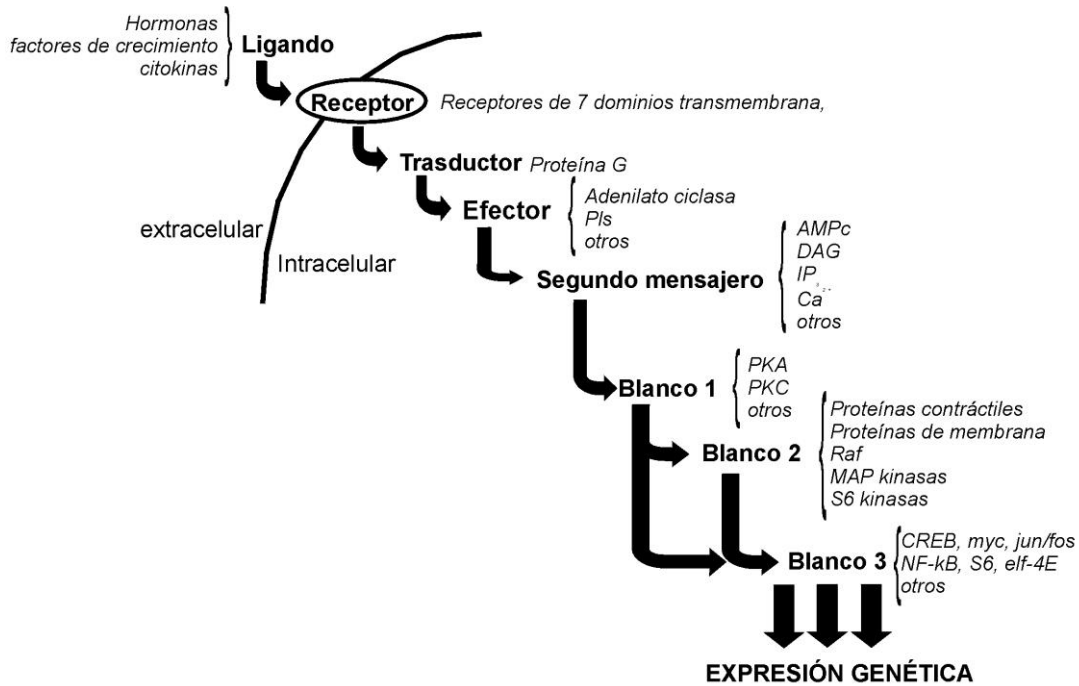 Hormonas
factores de crecimiento
citokinas
Ligando
Receptor
Receptores de 7 dominios transmembrana,
Trasductor Proteína G
Efector
Adenilato ciclasa
PIs
otros
extracelular
Intracelular
Segundo mensajero
AMPc
DAG
IP
Ca
otros
Blanco 1
PKA
PKC
otros
Blanco 2
Proteínas contráctiles
Proteínas de membrana
Raf
MAP kinasas
S6 kinasas
Blanco 3
CREB, myc, jun/fos
NF-kB, S6, elf-4E
otros
EXPRESIÓN GENÉTICA